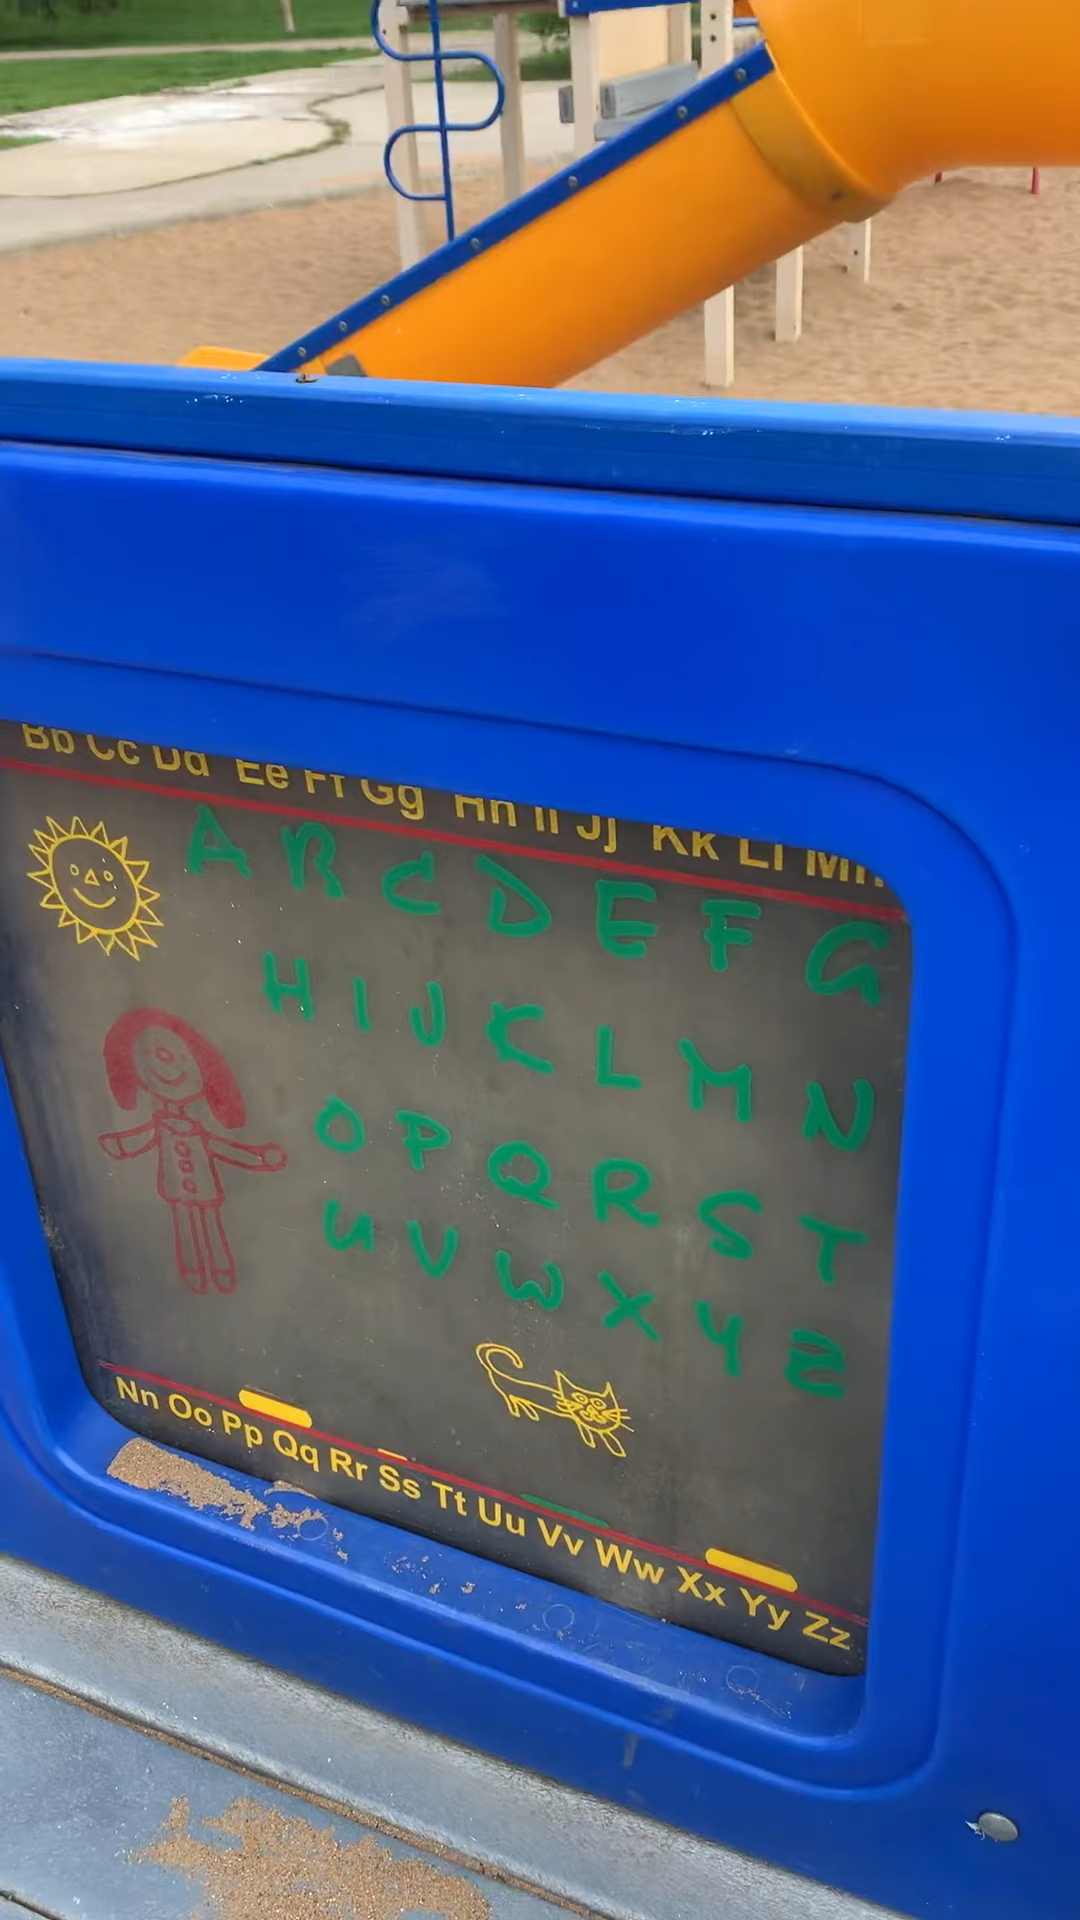 Bb Cc Dd Ee Ff Gg Hh Ii Jj Kk Ll Mm
A B C D E F G
H I J K L M N
O P Q R S T
U V W X Y Z
Nn Oo Pp Qq Rr Ss Tt Uu Vv Ww Xx Yy Zz